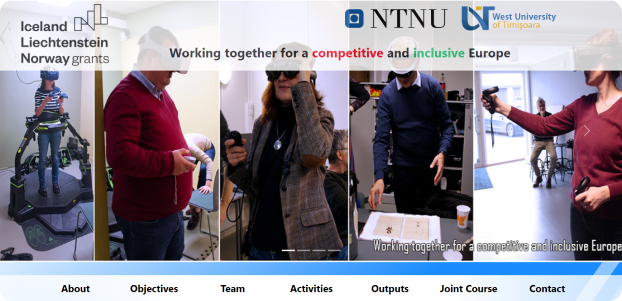 Iceland
Liechtenstein
Norway grants
NTNU
West University
of Timișoara
Working together for a competitive and inclusive Europe
Working together for a competitive and inclusive Europe
About
Objectives
Team
Activities
Outputs
Joint Course
Contact